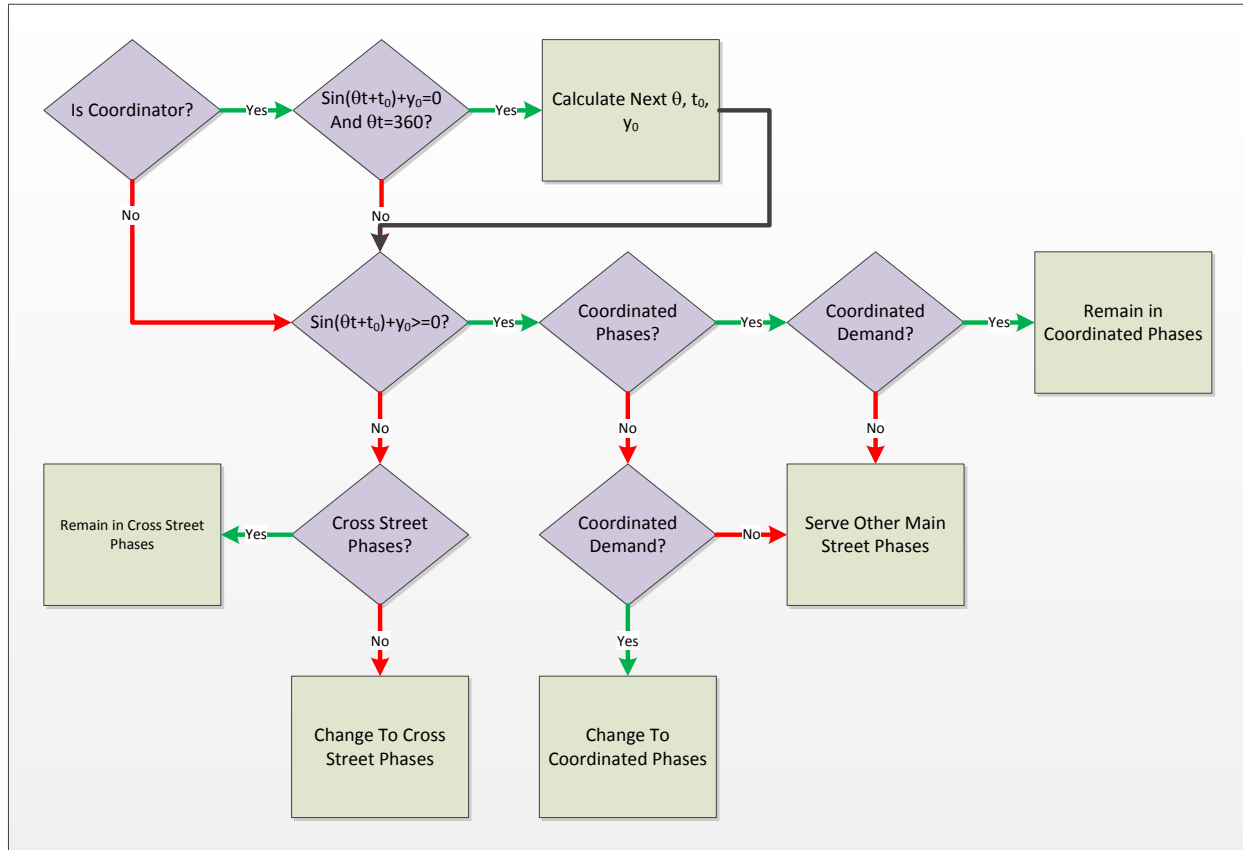 Is Coordinator?
Yes
Sin(θt+t₀)+y₀=0
And θt=360?
Yes
Calculate Next θ, t₀,
y₀
No
No
Sin(θt+t₀)+y₀>=0?
Yes
Coordinated
Phases?
Yes
Coordinated
Demand?
Yes
Remain in
Coordinated Phases
No
No
No
Remain in Cross Street
Phases
Yes
Cross Street
Phases?
Coordinated
Demand?
No
Serve Other Main
Street Phases
No
Yes
Change To Cross
Street Phases
Change To
Coordinated Phases